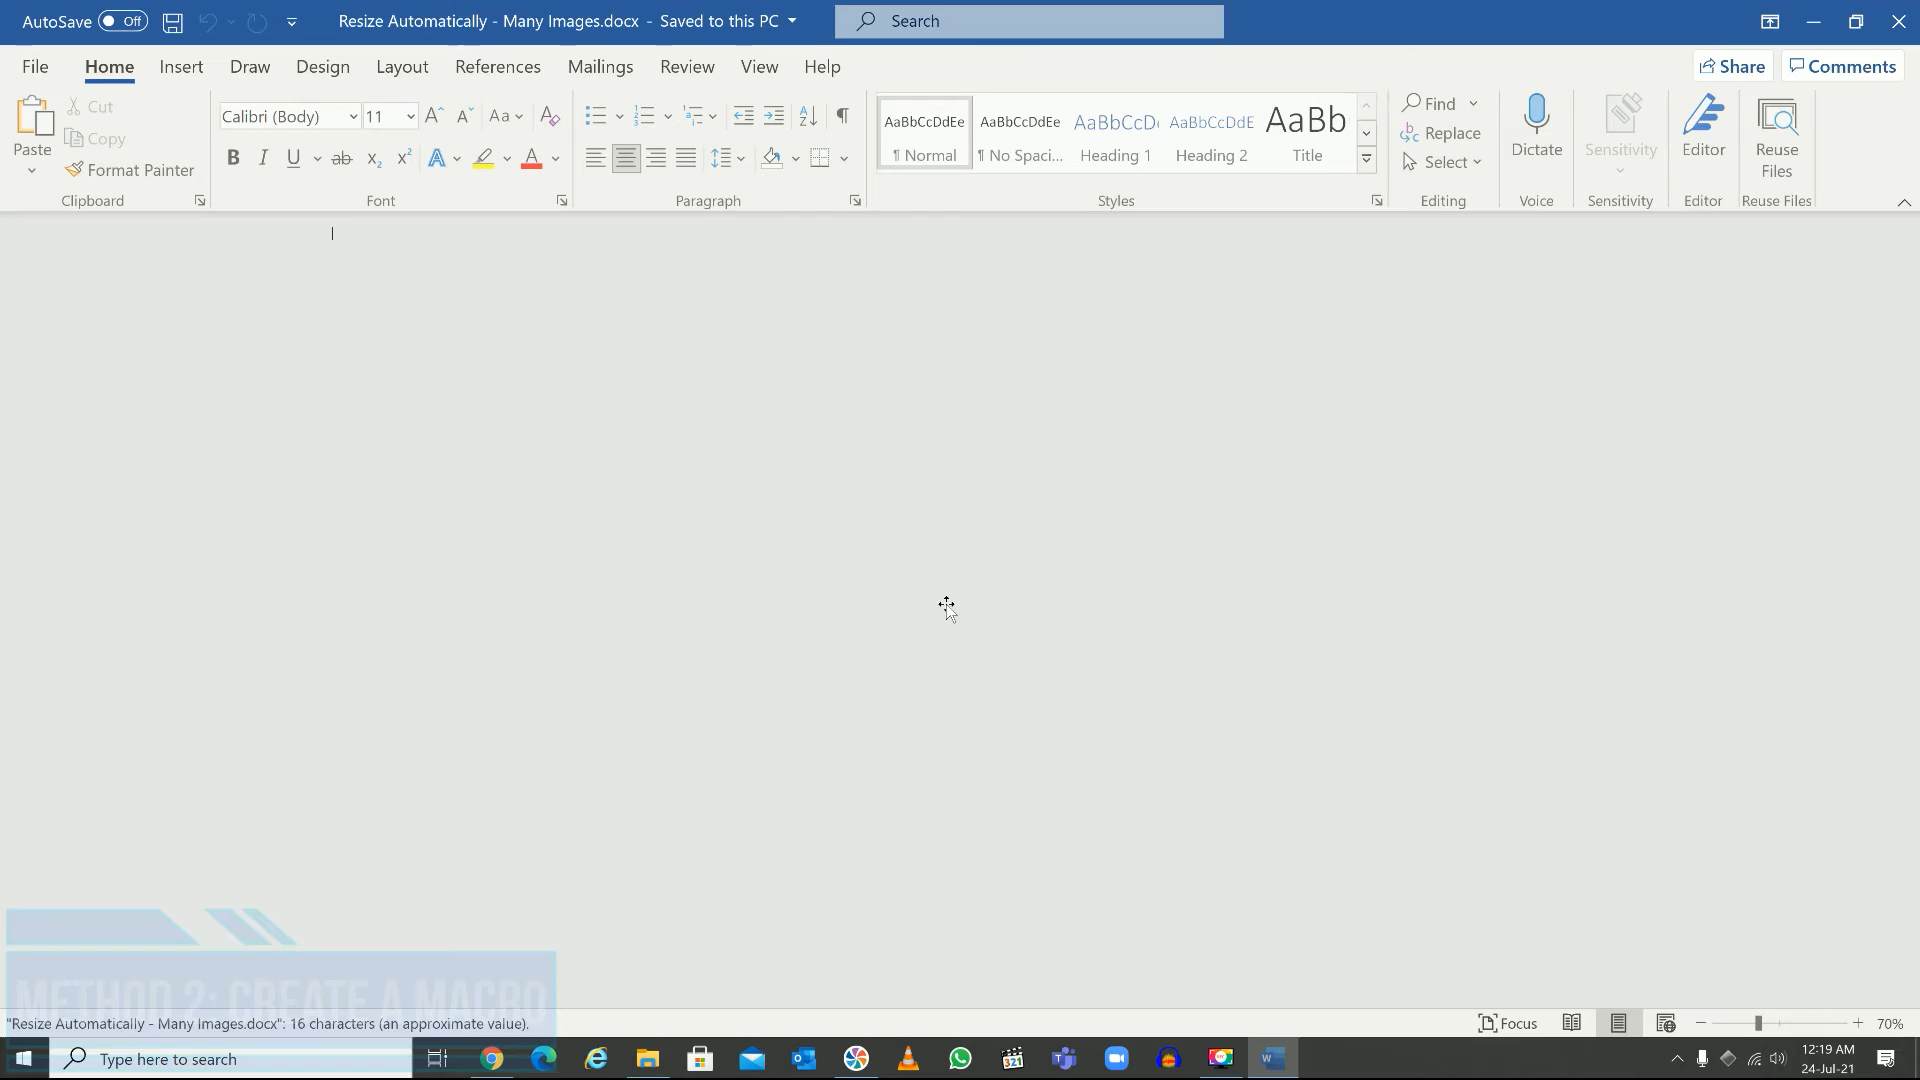 AutoSave Off Resize Automatically - Many Images.docx - Saved to this PC Search
File Home Insert Draw Design Layout References Mailings Review View Help Share Comments
Paste
Cut
Copy
Format Painter
Clipboard
Calibri (Body) 11
Font
Paragraph
AaBbCcDdEe AaBbCcDdEe AaBbCcD AaBbCcDdE AaBb
¶ Normal ¶ No Spaci... Heading 1 Heading 2 Title
Styles
Find
Replace
Select
Editing
Dictate
Voice
Sensitivity
Sensitivity
Editor
Editor
Reuse
Files
Reuse Files
METHOD 2: CREATE A MACRO
"Resize Automatically - Many Images.docx": 16 characters (an approximate value).
Focus 70%
Type here to search
12:19 AM
24-Jul-21